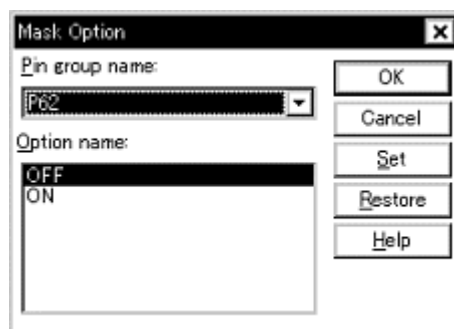 Mask Option
Pin group name:
P62
Option name:
OFF
ON
OK
Cancel
Set
Restore
Help